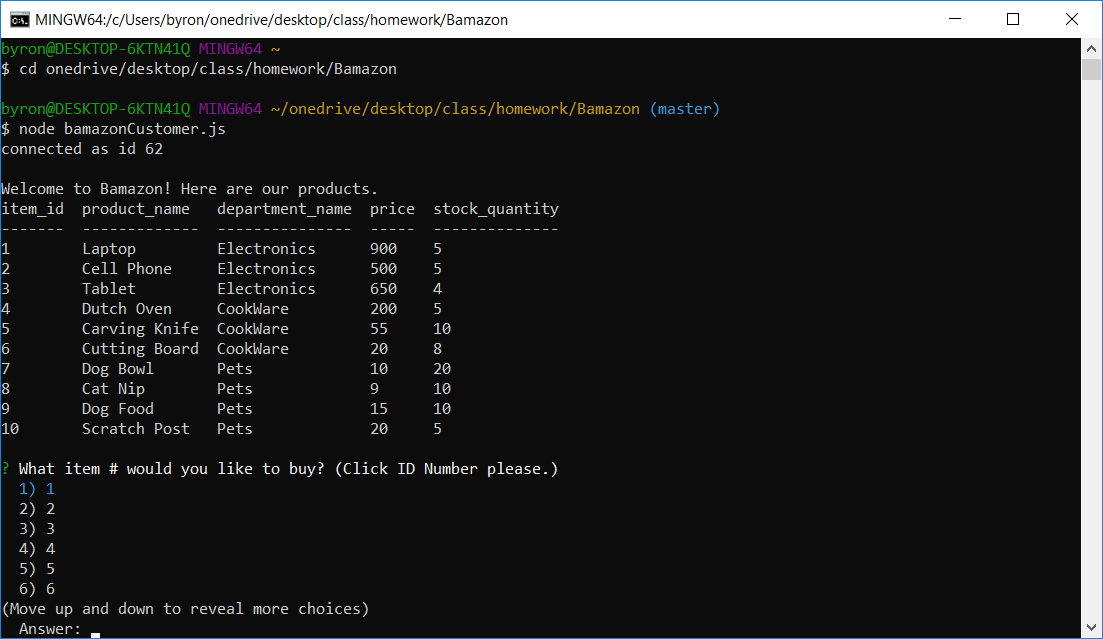 MINGW64:/c/Users/byron/onedrive/desktop/class/homework/Bamazon
byron@DESKTOP-6KTN41Q MINGW64 ~
$ cd onedrive/desktop/class/homework/Bamazon
byron@DESKTOP-6KTN41Q MINGW64 ~/onedrive/desktop/class/homework/Bamazon (master)
$ node bamazonCustomer.js
connected as id 62
Welcome to Bamazon! Here are our products.
item_id  product_name   department_name  price  stock_quantity
-------  -------------  ---------------  -----  --------------
1        Laptop         Electronics      900    5
2        Cell Phone     Electronics      500    5
3        Tablet         Electronics      650    4
4        Dutch Oven     CookWare         200    5
5        Carving Knife  CookWare         55     10
6        Cutting Board  CookWare         20     8
7        Dog Bowl       Pets             10     20
8        Cat Nip        Pets             9      10
9        Dog Food       Pets             15     10
10       Scratch Post   Pets             20     5
? What item # would you like to buy? (Click ID Number please.)
  1) 1
  2) 2
  3) 3
  4) 4
  5) 5
  6) 6
(Move up and down to reveal more choices)
  Answer: